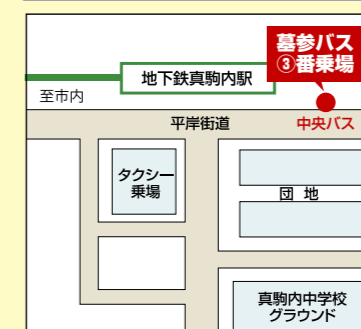 墓参バス
③番乗場
地下鉄真駒内駅
至市内
平岸街道
中央バス
タクシー
乗場
団 地
真駒内中学校
グラウンド